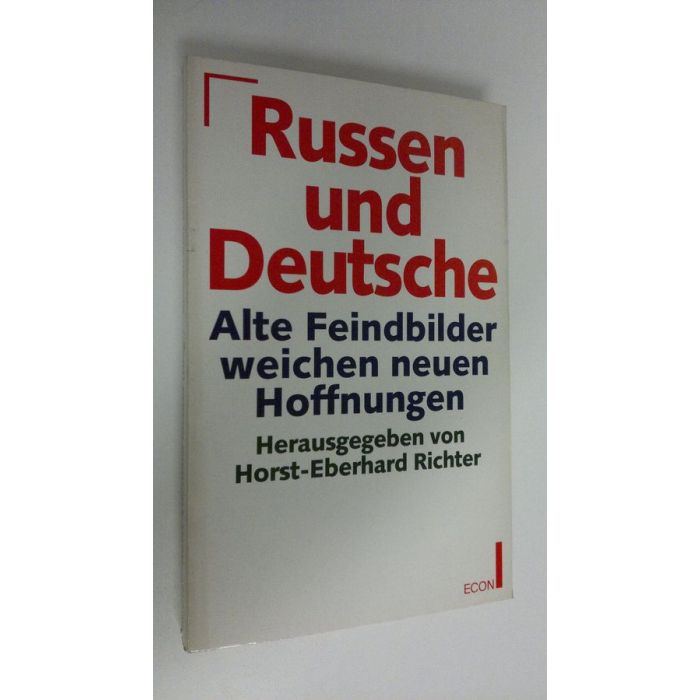 Russen
und
Deutsche
Alte Feindbilder
weichen neuen
Hoffnungen
Herausgegeben von
Horst-Eberhard Richter
ECON